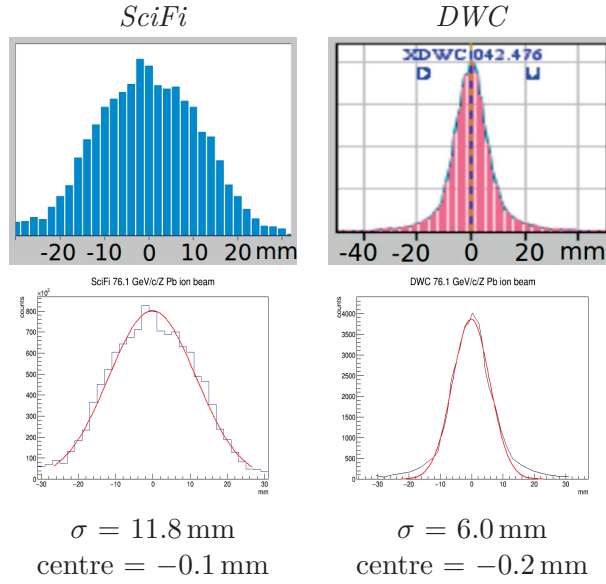 SciFi DWC
XDWC 042.476
-20 -10 0 10 20 mm
-40 -20 0 20 mm
SciFi 76.1 GeV/c/Z Pb ion beam
counts
×10³
800
700
600
500
400
300
200
100
0
−30 −20 −10 0 10 20 30
mm
DWC 76.1 GeV/c/Z Pb ion beam
counts
4000
3500
3000
2500
2000
1500
1000
500
0
−30 −20 −10 0 10 20 30
mm
σ = 11.8 mm
centre = −0.1 mm
σ = 6.0 mm
centre = −0.2 mm